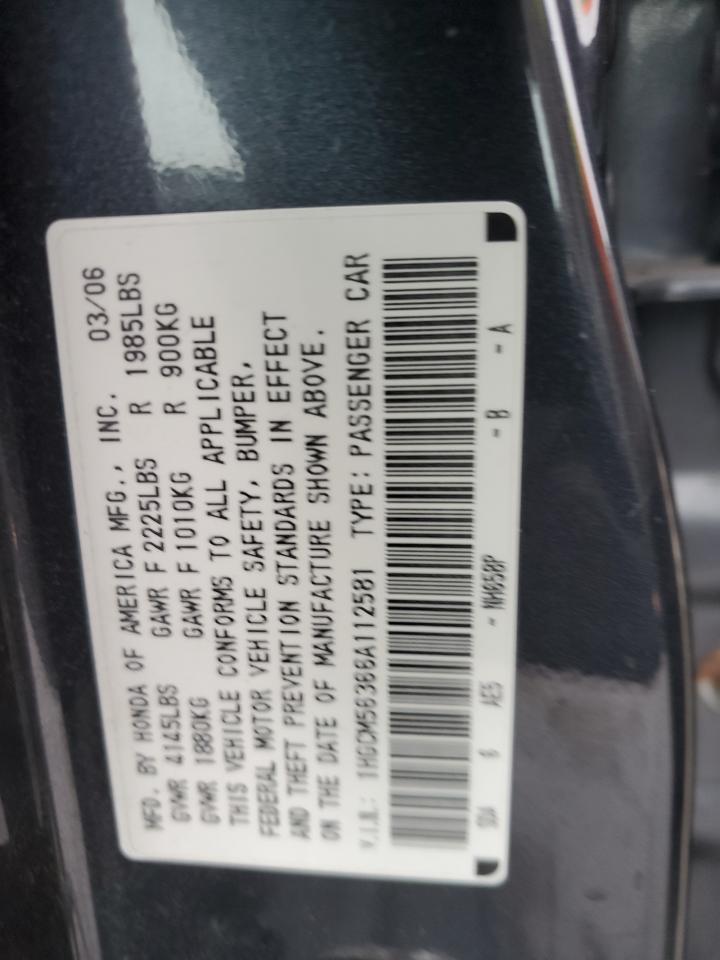 MFD. BY HONDA OF AMERICA MFG., INC. 03/06
GVWR 4145LBS GAWR F 2225LBS R 1985LBS
GVWR 1880KG GAWR F 1010KG R 900KG
THIS VEHICLE CONFORMS TO ALL APPLICABLE
FEDERAL MOTOR VEHICLE SAFETY, BUMPER,
AND THEFT PREVENTION STANDARDS IN EFFECT
ON THE DATE OF MANUFACTURE SHOWN ABOVE.
V.I.N.: 1HGCM56366A112581 TYPE: PASSENGER CAR
SDA 6 AE5 - NH658P - B - A